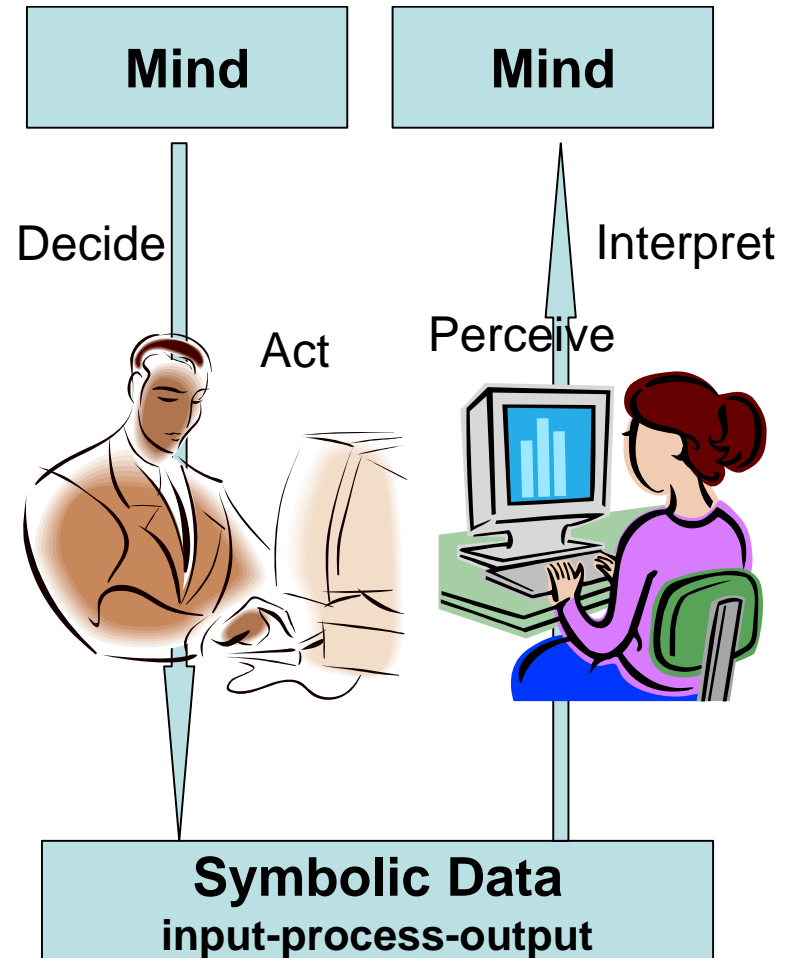 Mind
Mind
Decide
Interpret
Act
Perceive
Symbolic Data
input-process-output